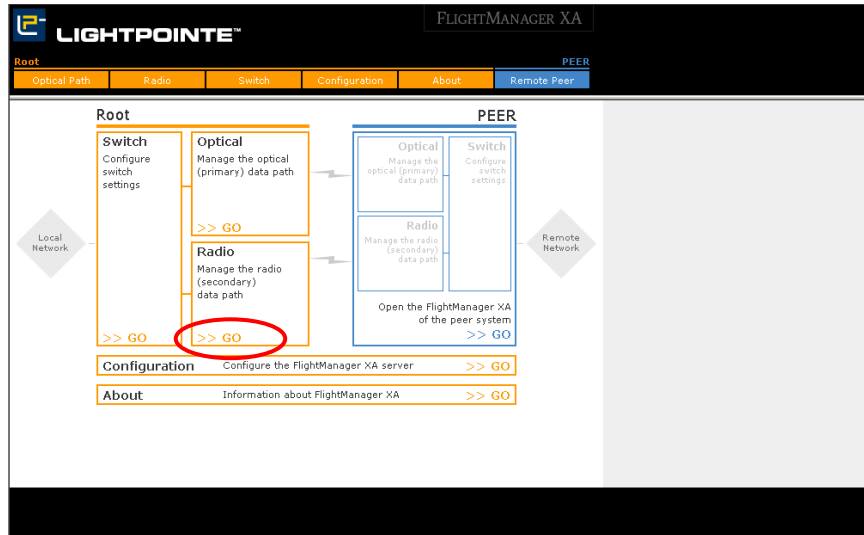 LIGHTPOINTE™
FLIGHTMANAGER XA
Root
PEER
Optical Path
Radio
Switch
Configuration
About
Remote Peer
Root
PEER
Switch
Configure
switch
settings
>> GO
Optical
Manage the optical
(primary) data path
>> GO
Radio
Manage the radio
(secondary)
data path
>> GO
Optical
Manage the
optical (primary)
data path
Switch
Configure
switch
settings
Radio
Manage the radio
(secondary)
data path
Open the FlightManager XA
of the peer system
>> GO
Local
Network
Remote
Network
Configuration
Configure the FlightManager XA server
>> GO
About
Information about FlightManager XA
>> GO